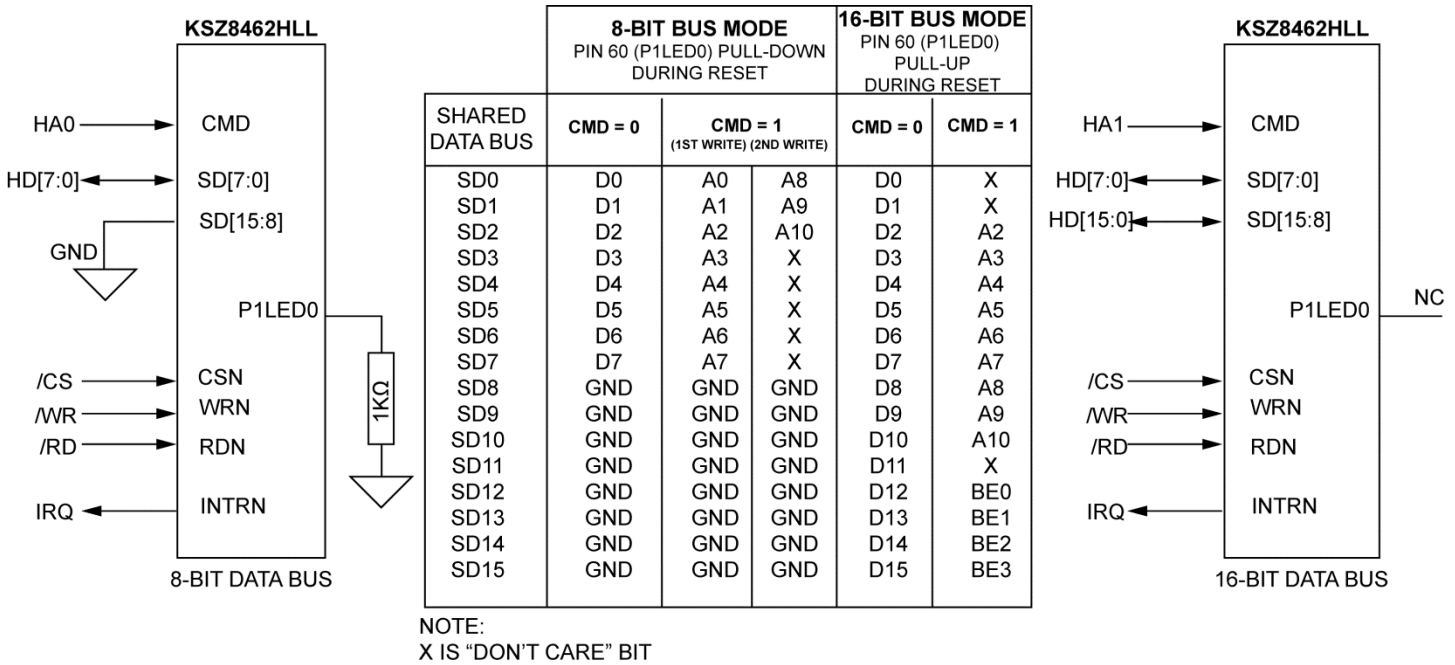 KSZ8462HLL
HA0
CMD
HD[7:0]
SD[7:0]
SD[15:8]
GND
P1LED0
1KΩ
/CS
CSN
/WR
WRN
/RD
RDN
IRQ
INTRN
8-BIT DATA BUS
8-BIT BUS MODE
PIN 60 (P1LED0) PULL-DOWN
DURING RESET
16-BIT BUS MODE
PIN 60 (P1LED0)
PULL-UP
DURING RESET
SHARED
DATA BUS
CMD = 0
CMD = 1
(1ST WRITE) (2ND WRITE)
CMD = 0
CMD = 1
SD0 D0 A0 A8 D0 X
SD1 D1 A1 A9 D1 X
SD2 D2 A2 A10 D2 A2
SD3 D3 A3 X D3 A3
SD4 D4 A4 X D4 A4
SD5 D5 A5 X D5 A5
SD6 D6 A6 X D6 A6
SD7 D7 A7 X D7 A7
SD8 GND GND GND D8 A8
SD9 GND GND GND D9 A9
SD10 GND GND GND D10 A10
SD11 GND GND GND D11 X
SD12 GND GND GND D12 BE0
SD13 GND GND GND D13 BE1
SD14 GND GND GND D14 BE2
SD15 GND GND GND D15 BE3
NOTE:
X IS “DON’T CARE” BIT
KSZ8462HLL
HA1
CMD
HD[7:0]
SD[7:0]
HD[15:0]
SD[15:8]
P1LED0
NC
/CS
CSN
/WR
WRN
/RD
RDN
IRQ
INTRN
16-BIT DATA BUS